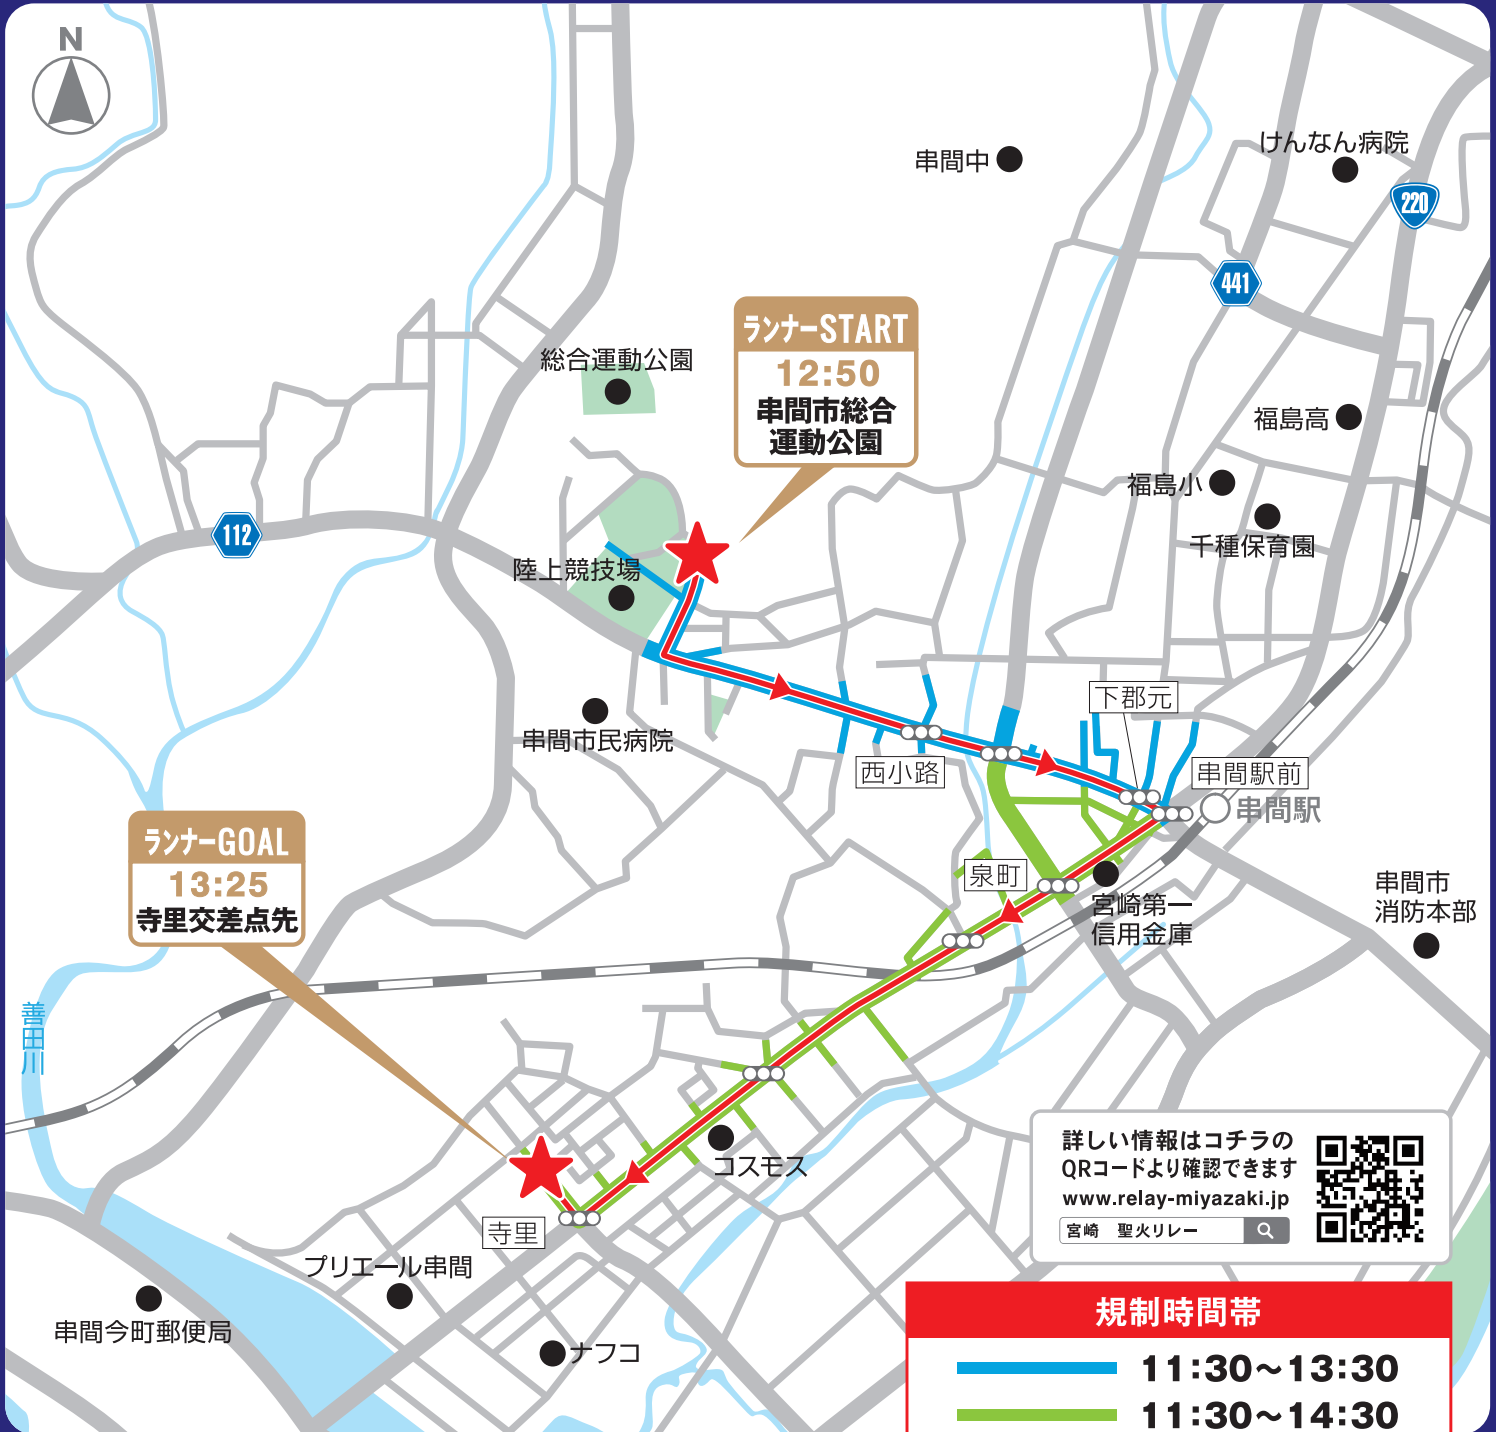 N
串間中
けんなん病院
220
441
ランナーSTART
12:50
串間市総合
運動公園
総合運動公園
福島高
福島小
千種保育園
112
陸上競技場
下郡元
串間市民病院
西小路
串間駅前
串間駅
ランナーGOAL
13:25
寺里交差点先
泉町
宮崎第一
信用金庫
串間市
消防本部
善田川
コスモス
寺里
プリエール串間
串間今町郵便局
ナフコ
詳しい情報はコチラの
QRコードより確認できます
www.relay-miyazaki.jp
宮崎　聖火リレー
規制時間帯
11:30～13:30
11:30～14:30